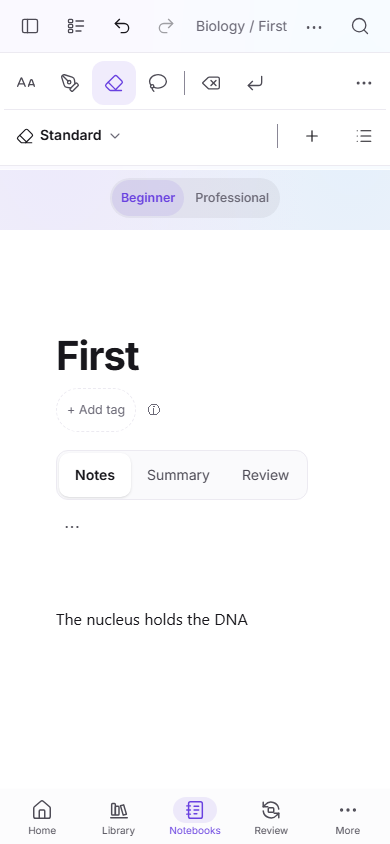 Biology / First
AA
Standard
Beginner Professional
First
+ Add tag
Notes Summary Review
The nucleus holds the DNA
Home Library Notebooks Review More